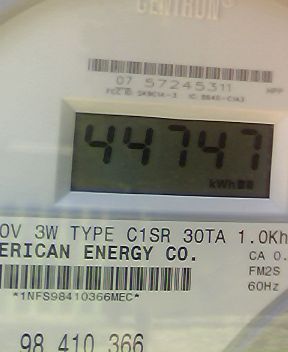 CENTRON®
07 57245311
44747
kWh
0V 3W TYPE C1SR 30TA 1.0Kh
ERICAN ENERGY CO.
CA 0.
FM2S
*1NFS98410366MEC*
60Hz
98 410 366